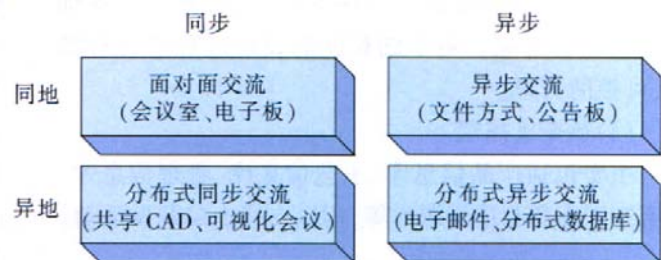 同步 异步
同地
面对面交流
(会议室、电子板)
异步交流
(文件方式、公告板)
异地
分布式同步交流
(共享 CAD、可视化会议)
分布式异步交流
(电子邮件、分布式数据库)